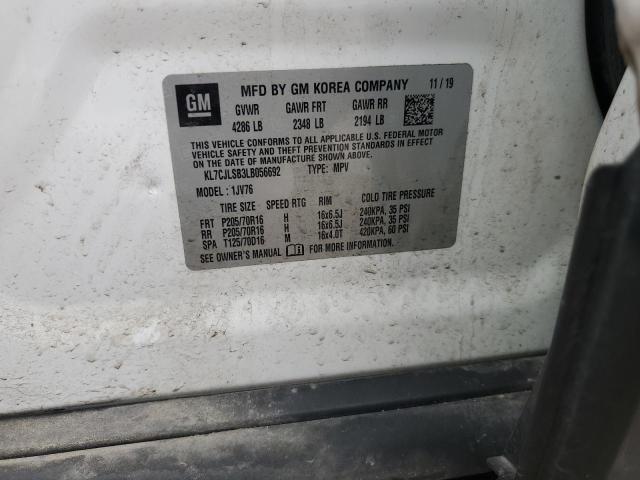 GM
MFD BY GM KOREA COMPANY 11 / 19
GVWR GAWR FRT GAWR RR
4286 LB 2348 LB 2194 LB
THIS VEHICLE CONFORMS TO ALL APPLICABLE U.S. FEDERAL MOTOR
VEHICLE SAFETY, BUMPER, AND THEFT PREVENTION STANDARDS IN EFFECT
ON THE DATE OF MANUFACTURE SHOWN ABOVE.
KL7CJLSB3LB056692 TYPE: MPV
MODEL : 1JV76
TIRE SIZE SPEED RTG RIM COLD TIRE PRESSURE
FRT P205/70R16 H 16x6.5J 240KPA, 35 PSI
RR P205/70R16 H 16x6.5J 240KPA, 35 PSI
SPA T125/70D16 M 16x4.0T 420KPA, 60 PSI
SEE OWNER'S MANUAL FOR MORE INFORMATION.